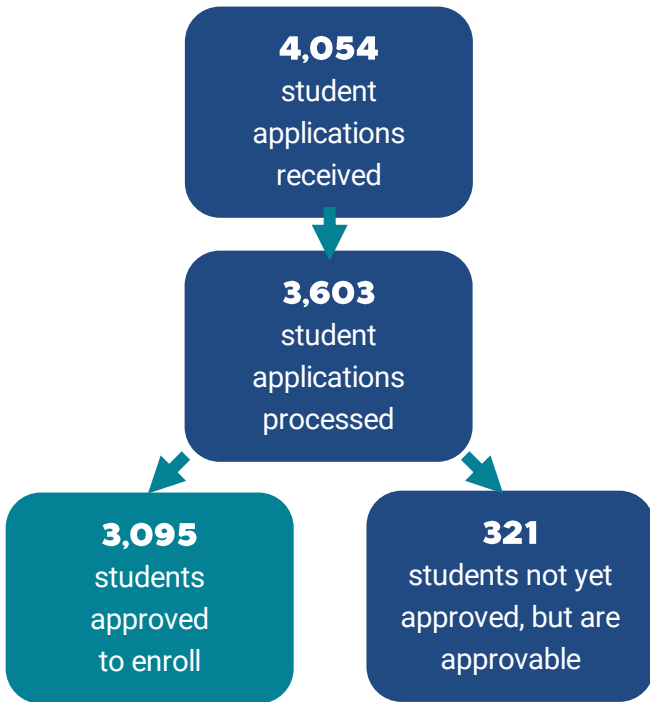 4,054
student
applications
received
3,603
student
applications
processed
3,095
students
approved
to enroll
321
students not yet
approved, but are
approvable